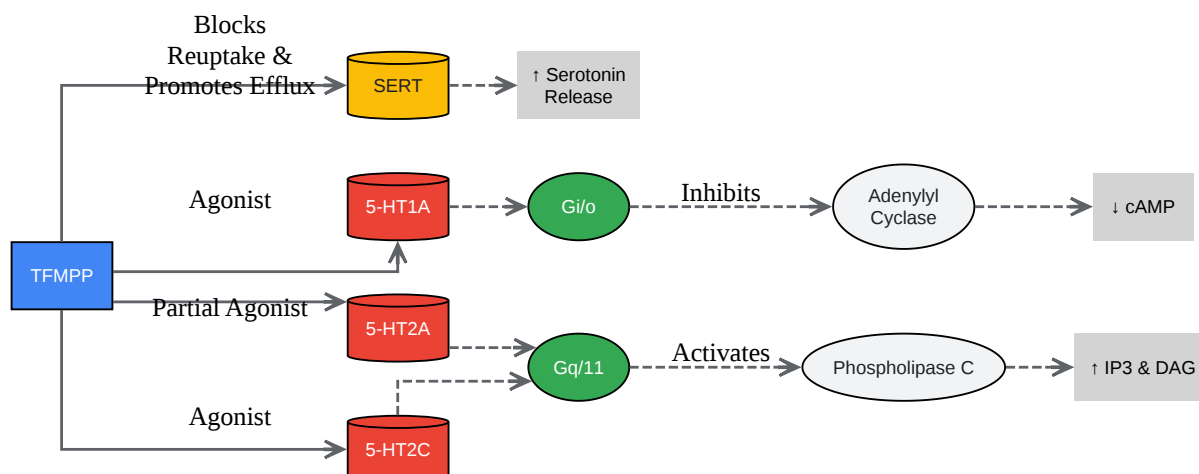 Blocks
Reuptake &
Promotes Efflux
SERT
↑ Serotonin
Release
Agonist
5-HT1A
Gi/o
Inhibits
Adenylyl
Cyclase
↓ cAMP
TFMPP
Partial Agonist
5-HT2A
Gq/11
Activates
Phospholipase C
↑ IP3 & DAG
Agonist
5-HT2C